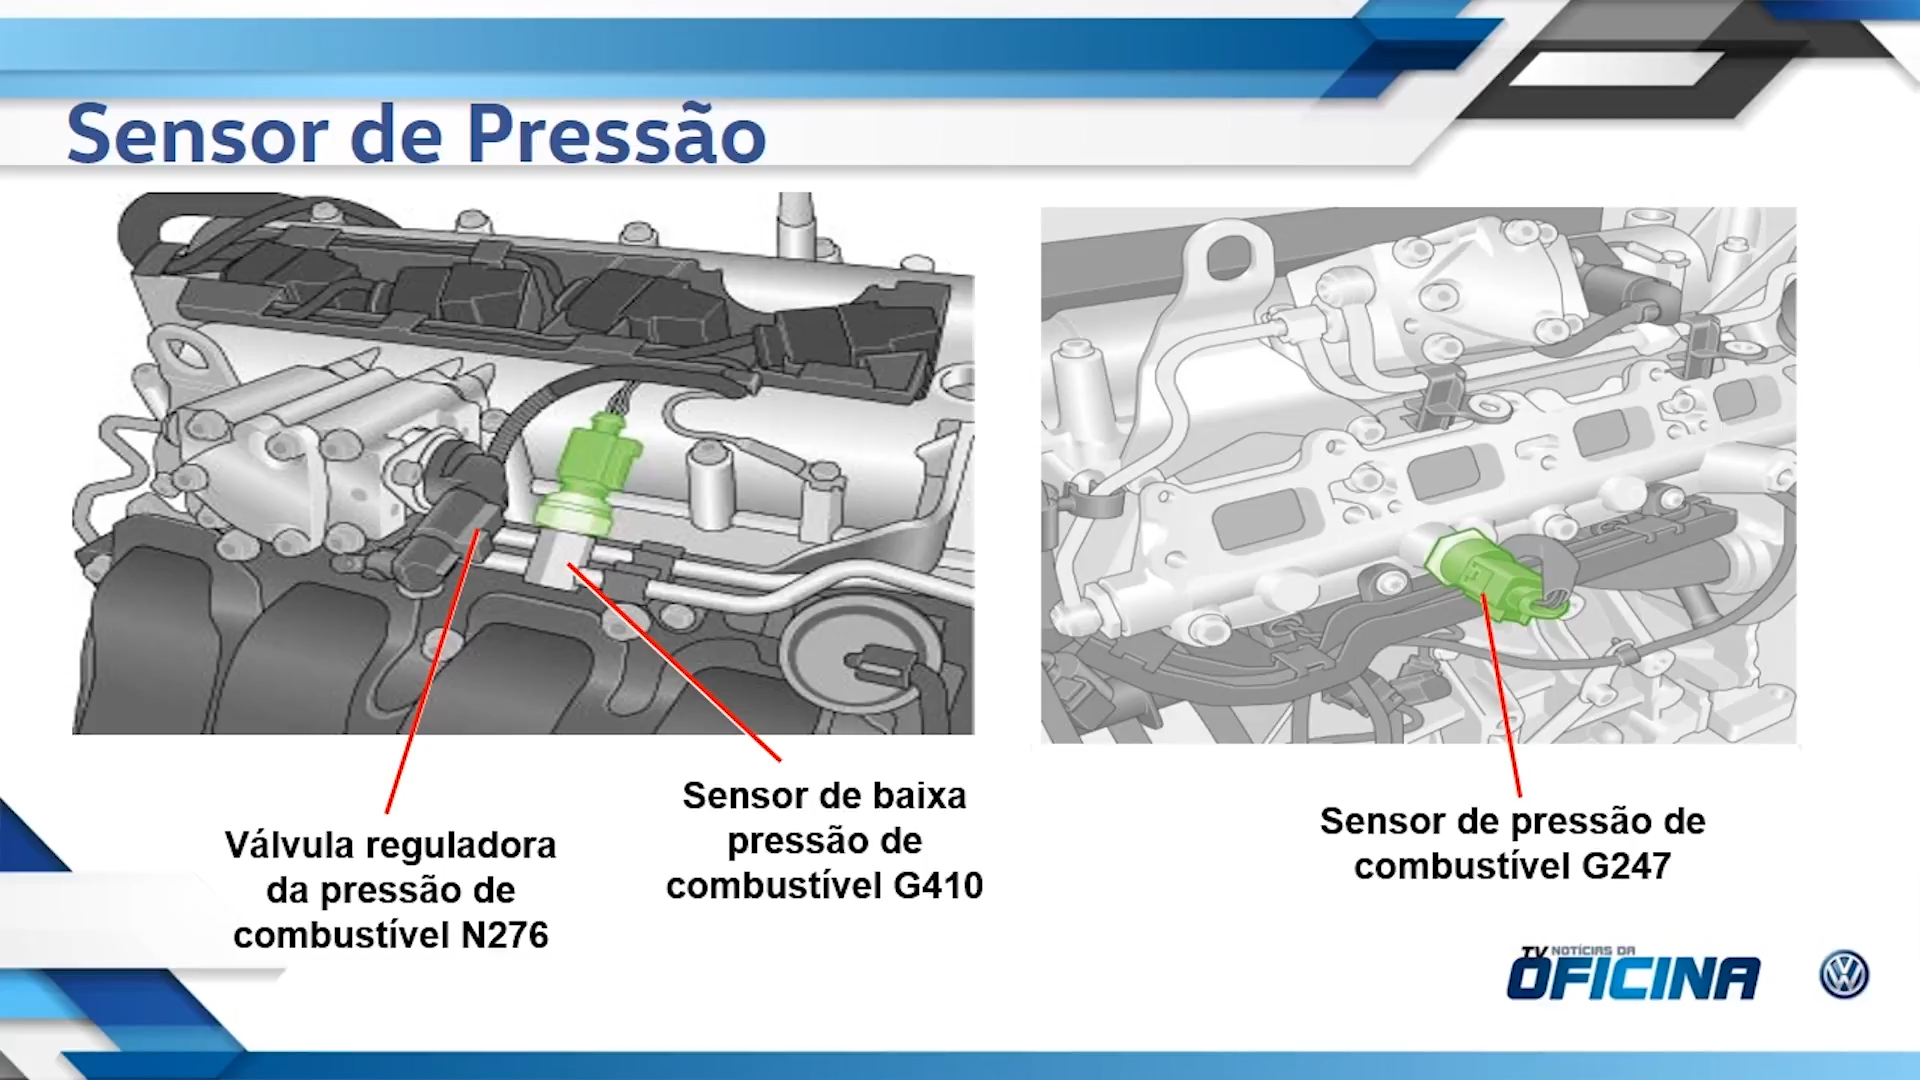 Sensor de Pressão
Válvula reguladora
da pressão de
combustível N276
Sensor de baixa
pressão de
combustível G410
Sensor de pressão de
combustível G247
TV NOTÍCIAS DA
OFICINA